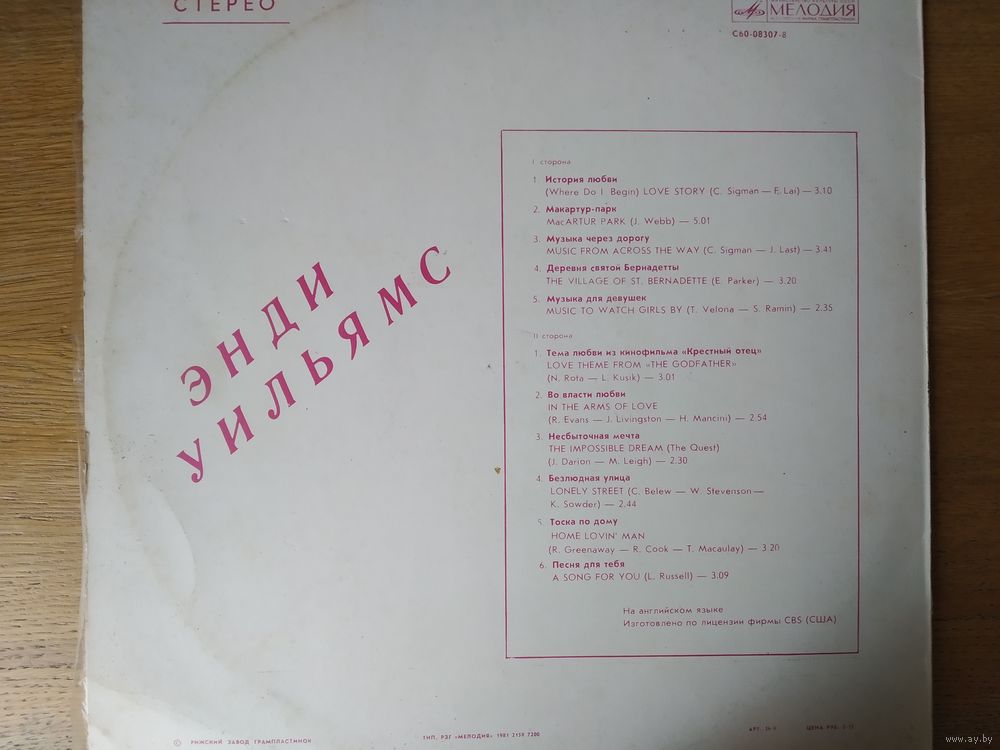 СТЕРЕО
МЕЛОДИЯ
С60-08307-8
ЭНДИ
УИЛЬЯМС
I сторона
1. История любви
(Where Do I Begin) LOVE STORY (C. Sigman — F. Lai) — 3.10
2. Макартур-парк
MacARTUR PARK (J. Webb) — 5.01
3. Музыка через дорогу
MUSIC FROM ACROSS THE WAY (C. Sigman — J. Last) — 3.41
4. Деревня святой Бернадетты
THE VILLAGE OF ST. BERNADETTE (E. Parker) — 3.20
5. Музыка для девушек
MUSIC TO WATCH GIRLS BY (T. Velona — S. Ramin) — 2.35
II сторона
1. Тема любви из кинофильма «Крестный отец»
LOVE THEME FROM «THE GODFATHER»
(N. Rota — L. Kusik) — 3.01
2. Во власти любви
IN THE ARMS OF LOVE
(R. Evans — J. Livingston — H. Mancini) — 2.54
3. Несбыточная мечта
THE IMPOSSIBLE DREAM (The Quest)
(J. Darion — M. Leigh) — 2.30
4. Безлюдная улица
LONELY STREET (C. Belew — W. Stevenson —
K. Sowder) — 2.44
5. Тоска по дому
HOME LOVIN' MAN
(R. Greenaway — R. Cook — T. Macaulay) — 3.20
6. Песня для тебя
A SONG FOR YOU (L. Russell) — 3.09
На английском языке
Изготовлено по лицензии фирмы CBS (США)
© РИЖСКИЙ ЗАВОД ГРАМПЛАСТИНОК
ТИП. РЗГ «МЕЛОДИЯ» 1981 2159 7200
АРТ. ЦЕНА РУБ.
www.ay.by